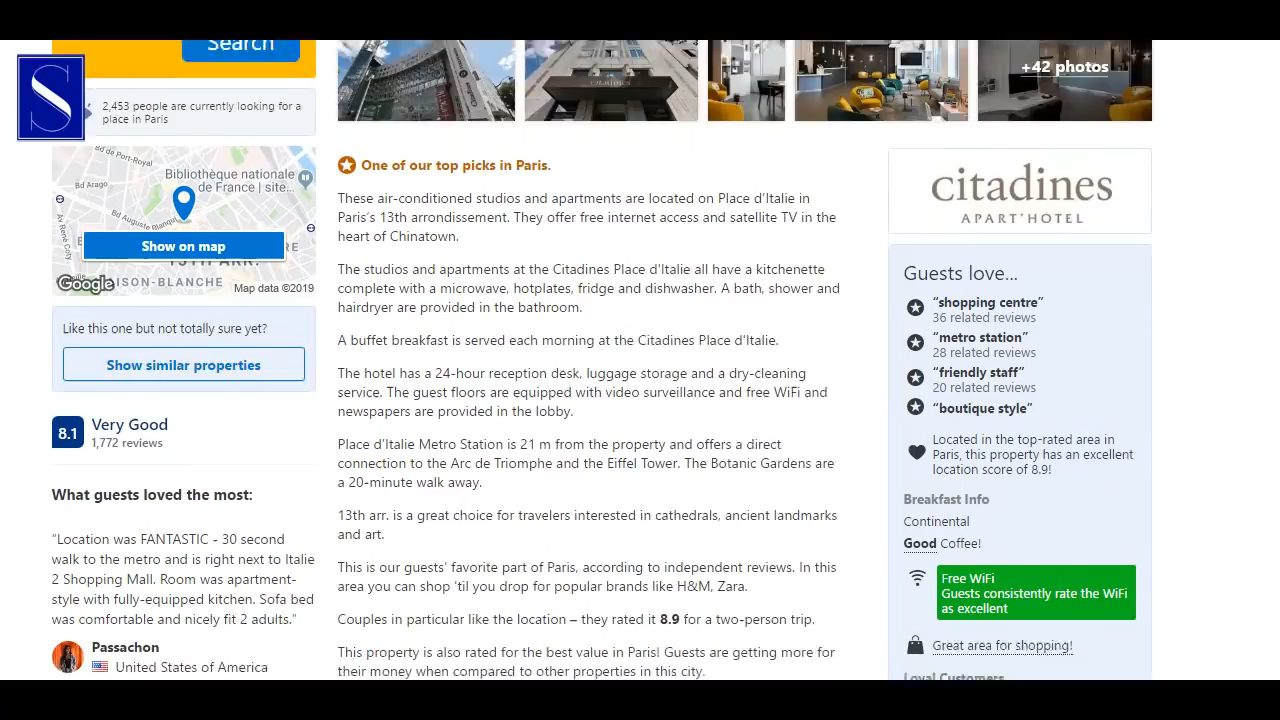 Search
S
2,453 people are currently looking for a
place in Paris
Bd de Port-Royal
Bibliothèque nationale
de France | site...
Bd Arago
Bd Auguste Blanqui
Show on map
13TH ARR.
ISON-BLANCHE
Google
Map data ©2019
Like this one but not totally sure yet?
Show similar properties
8.1
Very Good
1,772 reviews
What guests loved the most:
“Location was FANTASTIC - 30 second
walk to the metro and is right next to Italie
2 Shopping Mall. Room was apartment-
style with fully-equipped kitchen. Sofa bed
was comfortable and nicely fit 2 adults.”
Passachon
United States of America
citadines
+42 photos
One of our top picks in Paris.
These air-conditioned studios and apartments are located on Place d’Italie in
Paris’s 13th arrondissement. They offer free internet access and satellite TV in the
heart of Chinatown.
The studios and apartments at the Citadines Place d'Italie all have a kitchenette
complete with a microwave, hotplates, fridge and dishwasher. A bath, shower and
hairdryer are provided in the bathroom.
A buffet breakfast is served each morning at the Citadines Place d'Italie.
The hotel has a 24-hour reception desk, luggage storage and a dry-cleaning
service. The guest floors are equipped with video surveillance and free WiFi and
newspapers are provided in the lobby.
Place d’Italie Metro Station is 21 m from the property and offers a direct
connection to the Arc de Triomphe and the Eiffel Tower. The Botanic Gardens are
a 20-minute walk away.
13th arr. is a great choice for travelers interested in cathedrals, ancient landmarks
and art.
This is our guests' favorite part of Paris, according to independent reviews. In this
area you can shop 'til you drop for popular brands like H&M, Zara.
Couples in particular like the location – they rated it 8.9 for a two-person trip.
This property is also rated for the best value in Paris! Guests are getting more for
their money when compared to other properties in this city.
citadines
APART'HOTEL
Guests love...
“shopping centre”
36 related reviews
“metro station”
28 related reviews
“friendly staff”
20 related reviews
“boutique style”
Located in the top-rated area in
Paris, this property has an excellent
location score of 8.9!
Breakfast Info
Continental
Good Coffee!
Free WiFi
Guests consistently rate the WiFi
as excellent
Great area for shopping!
Loyal Customers